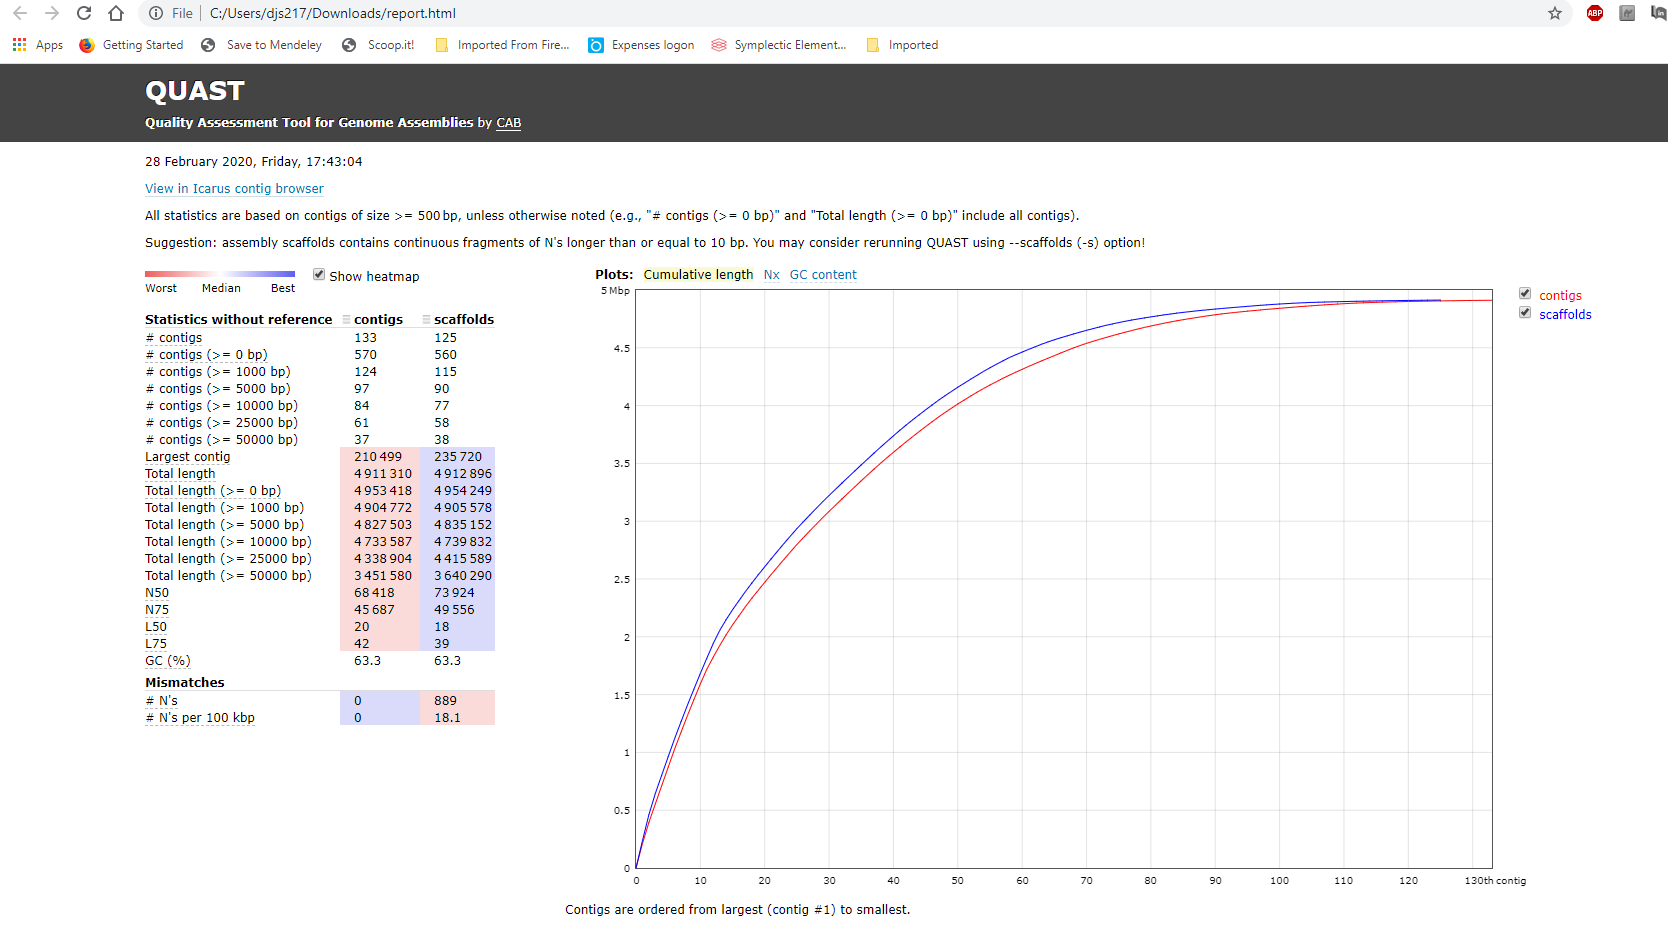 File | C:/Users/djs217/Downloads/report.html
ABP
Apps Getting Started Save to Mendeley Scoop.it! Imported From Fire... Expenses logon Symplectic Element... Imported
QUAST
Quality Assessment Tool for Genome Assemblies by CAB
28 February 2020, Friday, 17:43:04
View in Icarus contig browser
All statistics are based on contigs of size >= 500 bp, unless otherwise noted (e.g., "# contigs (>= 0 bp)" and "Total length (>= 0 bp)" include all contigs).
Suggestion: assembly scaffolds contains continuous fragments of N's longer than or equal to 10 bp. You may consider rerunning QUAST using --scaffolds (-s) option!
Worst Median Best Show heatmap
Statistics without reference contigs scaffolds
# contigs 133 125
# contigs (>= 0 bp) 570 560
# contigs (>= 1000 bp) 124 115
# contigs (>= 5000 bp) 97 90
# contigs (>= 10000 bp) 84 77
# contigs (>= 25000 bp) 61 58
# contigs (>= 50000 bp) 37 38
Largest contig 210 499 235 720
Total length 4 911 310 4 912 896
Total length (>= 0 bp) 4 953 418 4 954 249
Total length (>= 1000 bp) 4 904 772 4 905 578
Total length (>= 5000 bp) 4 827 503 4 835 152
Total length (>= 10000 bp) 4 733 587 4 739 832
Total length (>= 25000 bp) 4 338 904 4 415 589
Total length (>= 50000 bp) 3 451 580 3 640 290
N50 68 418 73 924
N75 45 687 49 556
L50 20 18
L75 42 39
GC (%) 63.3 63.3
Mismatches
# N's 0 889
# N's per 100 kbp 0 18.1
Plots: Cumulative length Nx GC content
5 Mbp
4.5
4
3.5
3
2.5
2
1.5
1
0.5
0
0 10 20 30 40 50 60 70 80 90 100 110 120 130th contig
contigs
scaffolds
Contigs are ordered from largest (contig #1) to smallest.